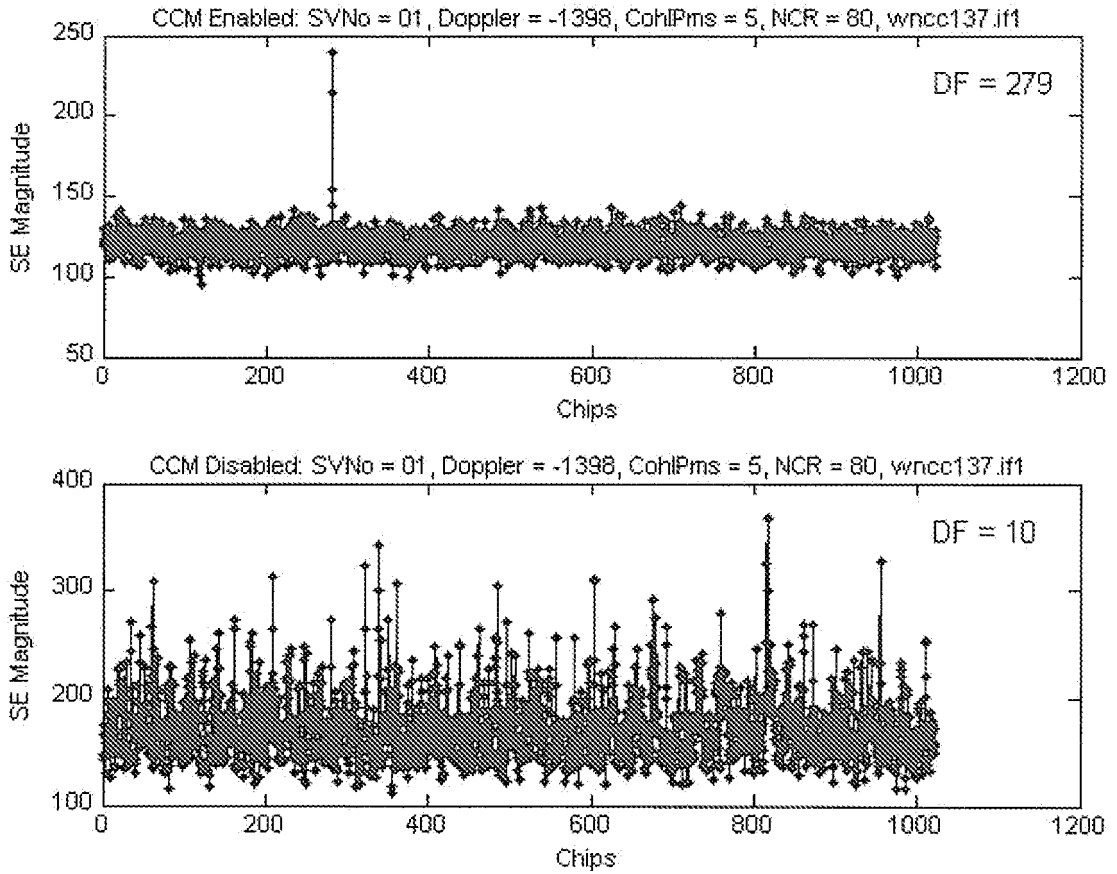 CCM Enabled: SVNo = 01, Doppler = -1398, CohIPms = 5, NCR = 80, wncc137.if1
250
200
150
100
50
SE Magnitude
DF = 279
0
200
400
600
800
1000
1200
Chips
CCM Disabled: SVNo = 01, Doppler = -1398, CohIPms = 5, NCR = 80, wncc137.if1
400
300
200
100
SE Magnitude
DF = 10
0
200
400
600
800
1000
1200
Chips